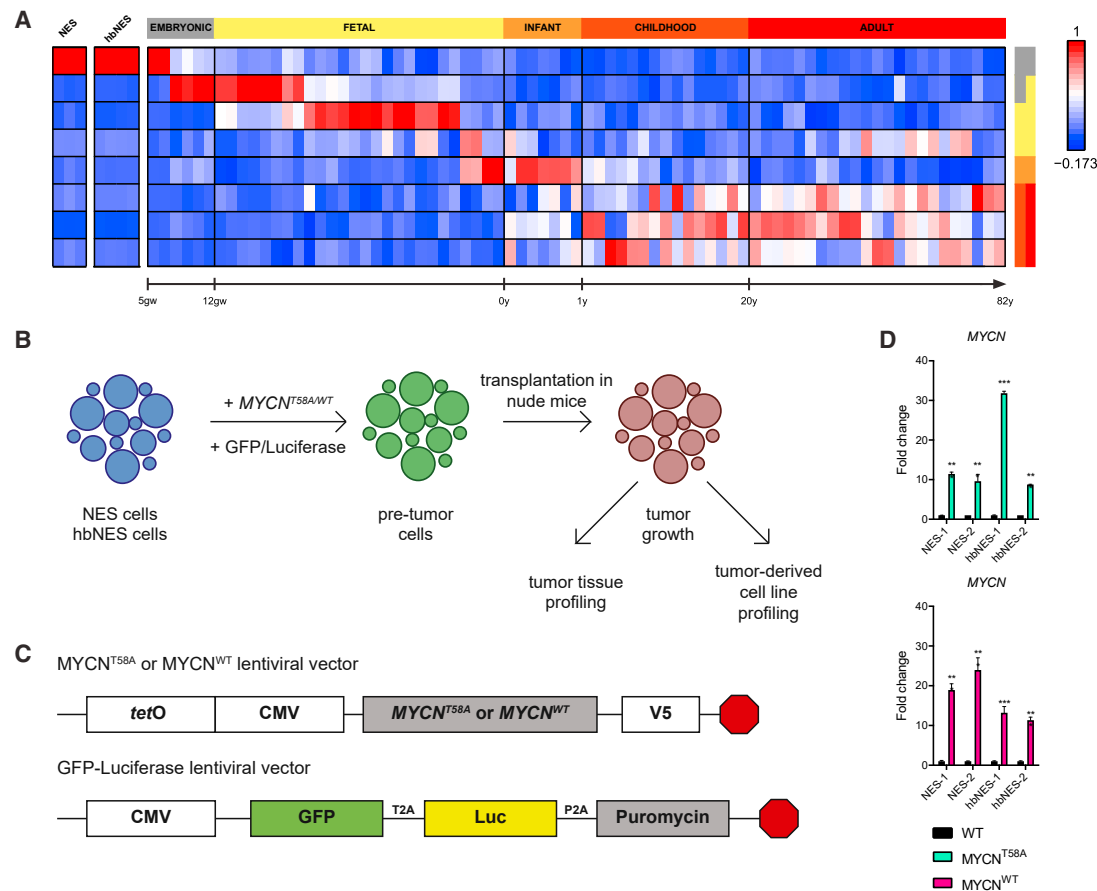 A
NES
hbNES
EMBRYONIC
FETAL
INFANT
CHILDHOOD
ADULT
1
−0.173
5gw
12gw
0y
1y
20y
82y
B
+ MYCN^T58A/WT
+ GFP/Luciferase
transplantation in
nude mice
NES cells
hbNES cells
pre-tumor
cells
tumor
growth
tumor tissue
profiling
tumor-derived
cell line
profiling
C
MYCN^T58A or MYCN^WT lentiviral vector
tetO
CMV
MYCN^T58A or MYCN^WT
V5
GFP-Luciferase lentiviral vector
CMV
GFP
T2A
Luc
P2A
Puromycin
D
MYCN
Fold change
40
30
20
10
0
**
**
***
**
NES-1
NES-2
hbNES-1
hbNES-2
MYCN
Fold change
40
30
20
10
0
**
**
***
**
NES-1
NES-2
hbNES-1
hbNES-2
WT
MYCN^T58A
MYCN^WT